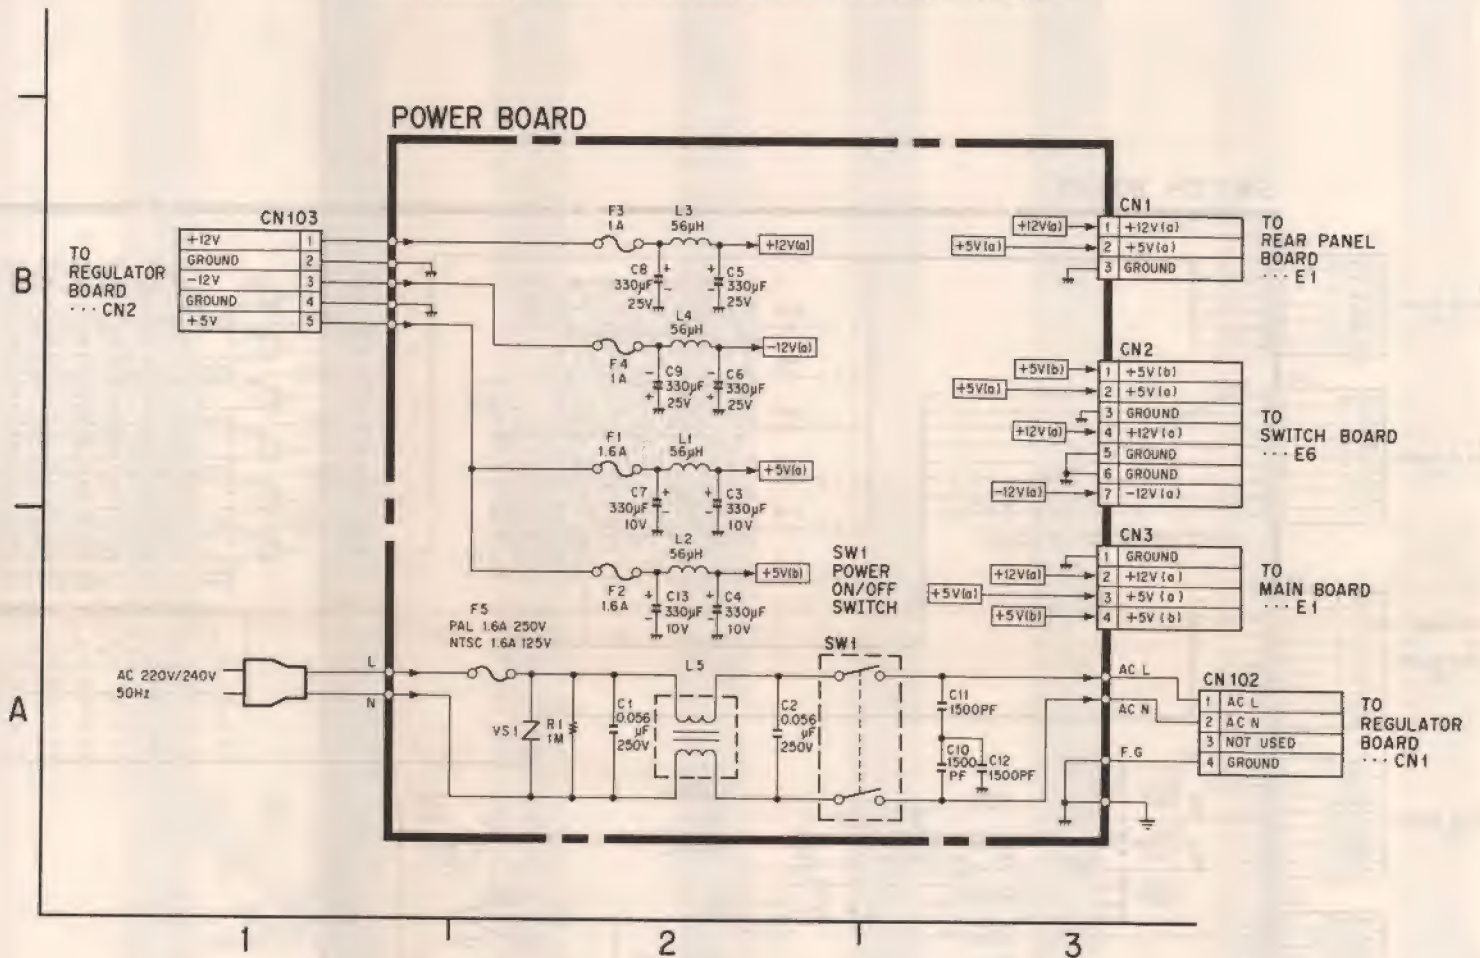 POWER BOARD
CN103
+12V 1
GROUND 2
-12V 3
GROUND 4
+5V 5
TO
REGULATOR
BOARD
···CN2
F3
1A
L3
56μH
+12V(a)
C8
330μF
25V
+
-
C5
330μF
25V
+
-
L4
56μH
-12V(a)
F4
1A
C9
330μF
25V
-
+
C6
330μF
25V
-
+
F1
1.6A
L1
56μH
+5V(a)
C7
330μF
10V
+
-
C3
330μF
10V
+
-
L2
56μH
+5V(b)
F2
1.6A
C13
330μF
10V
+
-
C4
330μF
10V
+
-
CN1
+12V(a) 1 +12V(a)
+5V(a) 2 +5V(a)
3 GROUND
TO
REAR PANEL
BOARD
···E1
CN2
+5V(b) 1 +5V(b)
+5V(a) 2 +5V(a)
3 GROUND
+12V(a) 4 +12V(a)
5 GROUND
6 GROUND
-12V(a) 7 -12V(a)
TO
SWITCH BOARD
···E6
CN3
1 GROUND
+12V(a) 2 +12V(a)
+5V(a) 3 +5V(a)
+5V(b) 4 +5V(b)
TO
MAIN BOARD
···E1
SW1
POWER
ON/OFF
SWITCH
F5
PAL 1.6A 250V
NTSC 1.6A 125V
AC 220V/240V
50Hz
L
N
VS1
R1
1M
C1
0.056
μF
250V
L5
C2
0.056
μF
250V
SW1
C11
1500PF
C10
1500
PF
C12
1500PF
AC L
AC N
F.G
CN102
1 AC L
2 AC N
3 NOT USED
4 GROUND
TO
REGULATOR
BOARD
···CN1
B
A
1
2
3